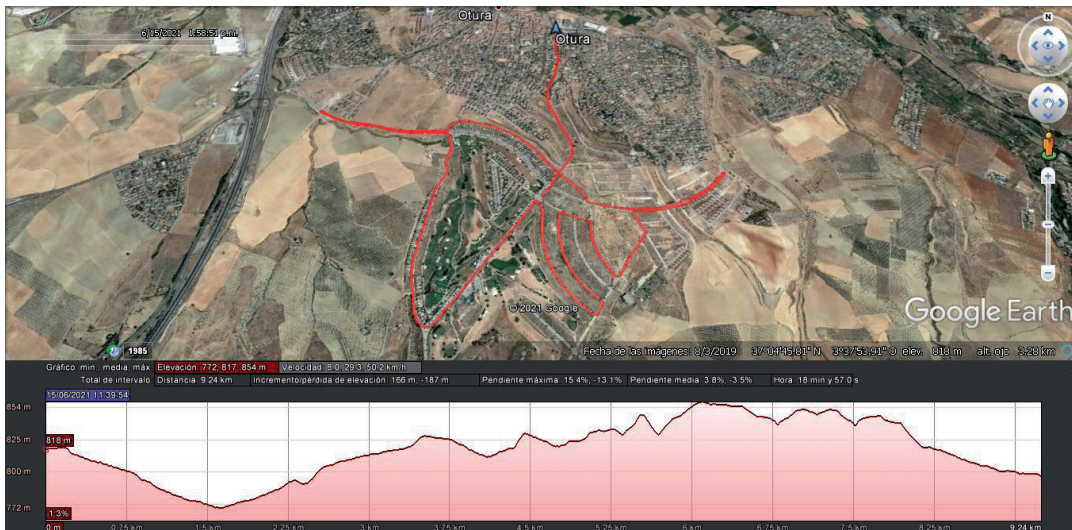 Otura
Otura
6/15/2021 1:58:51 p.m.
N
© 2021 Google
Google Earth
1985
Fecha de las imágenes: 8/3/2019 37°04'45.81" N 3°37'53.91" O elev. 818 m alt. ojo 3.28 km
Gráfico mín., media, máx. Elevación: 772, 817, 854 m Velocidad: 8.0, 29.3, 50.2 km/h
Total de intervalo Distancia: 9.24 km Incremento/pérdida de elevación: 166 m, -187 m Pendiente máxima: 15.4%, -13.1% Pendiente media: 3.8%, -3.5% Hora 18 min y 57.0 s
15/06/2021 11:39:54
854 m
825 m
818 m
800 m
772 m
-1.3%
0 m 0.75 km 1.5 km 2.25 km 3 km 3.75 km 4.5 km 5.25 km 6 km 6.75 km 7.5 km 8.25 km 9.24 km